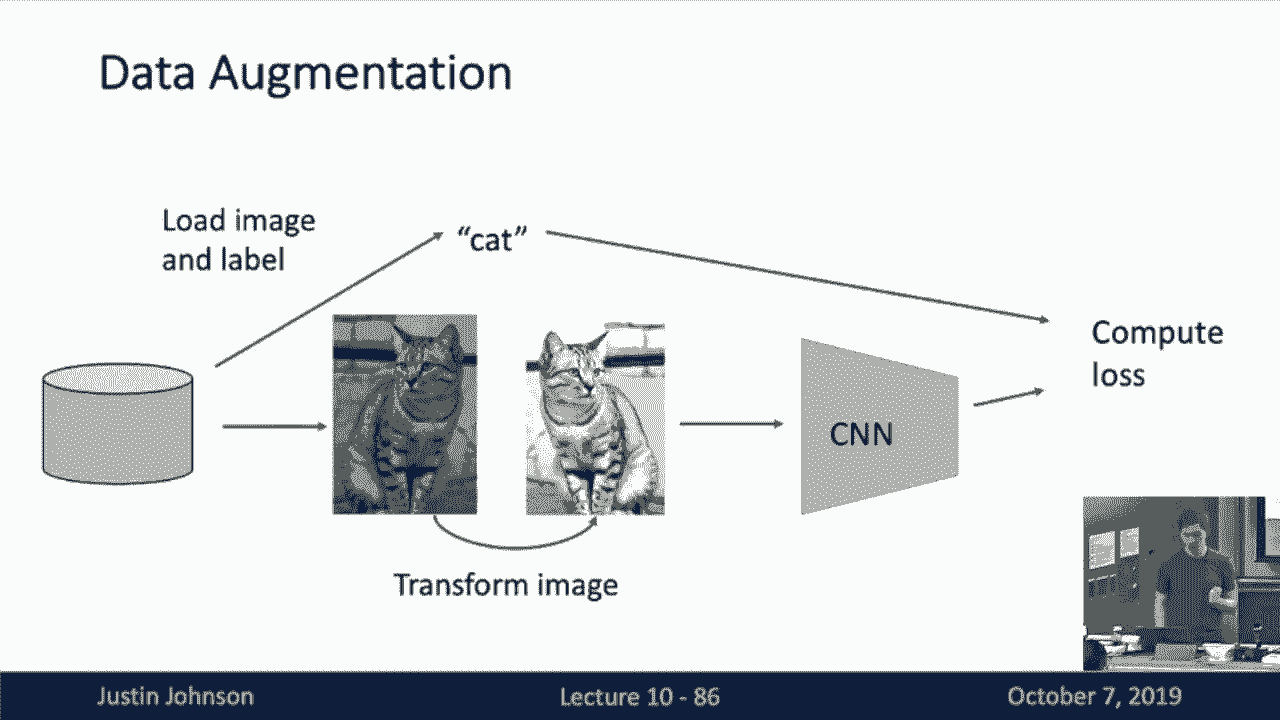 Data Augmentation
Load image
and label
“cat”
Compute
loss
CNN
Transform image
Justin Johnson
Lecture 10 - 86
October 7, 2019